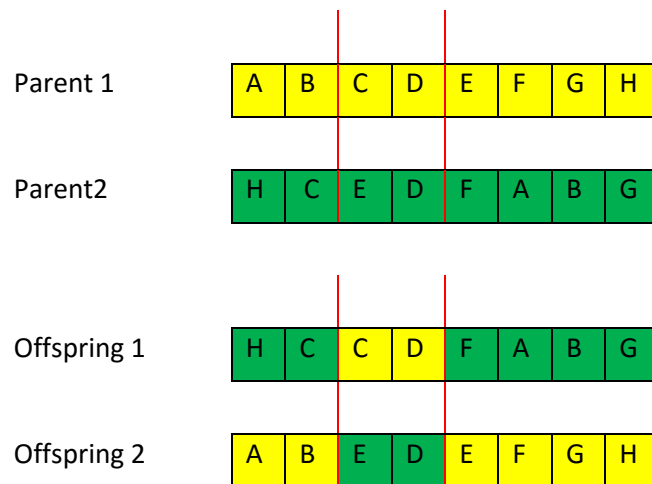 Parent 1 A B C D E F G H
Parent2 H C E D F A B G
Offspring 1 H C C D F A B G
Offspring 2 A B E D E F G H